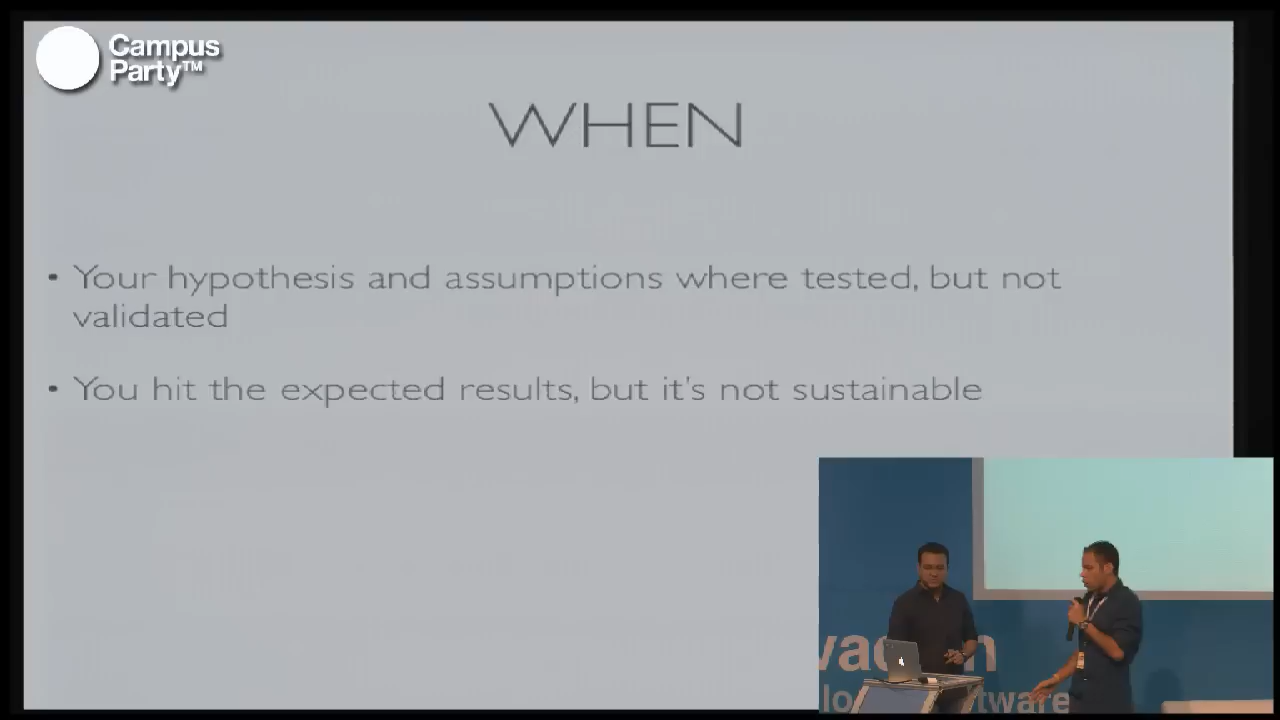 Campus
Party™
WHEN
• Your hypothesis and assumptions where tested, but not
validated
• You hit the expected results, but it's not sustainable